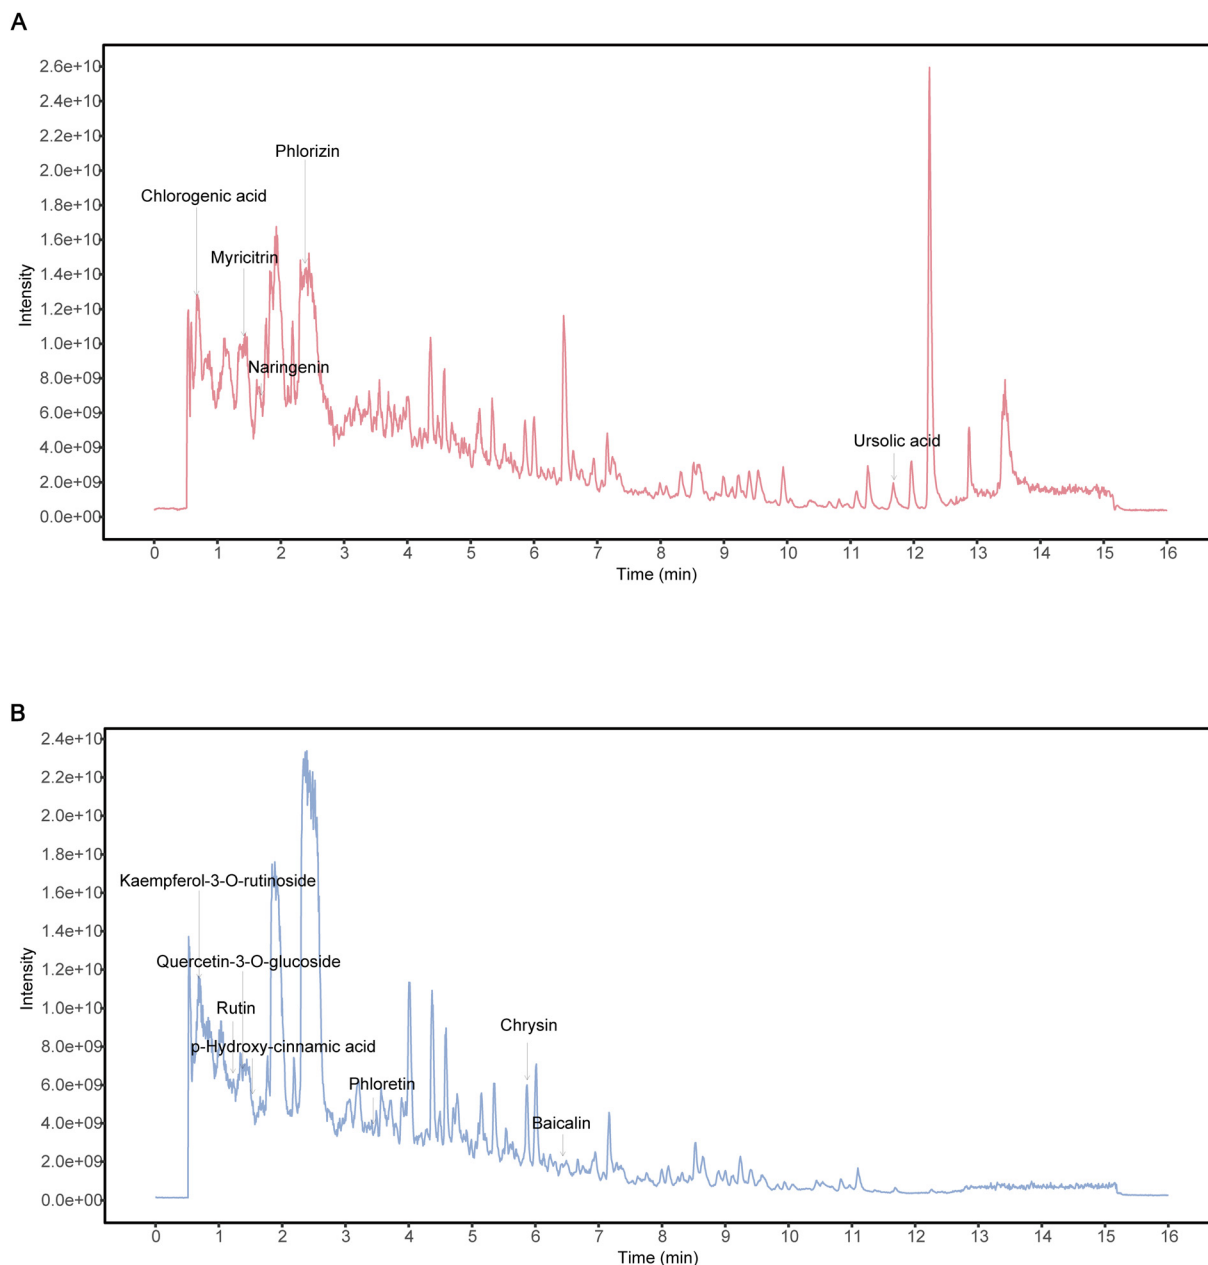 A
2.6e+10
2.4e+10
2.2e+10
2.0e+10
1.8e+10
1.6e+10
1.4e+10
1.2e+10
1.0e+10
8.0e+09
6.0e+09
4.0e+09
2.0e+09
0.0e+00
Intensity
Phlorizin
Chlorogenic acid
Myricitrin
Naringenin
Ursolic acid
0 1 2 3 4 5 6 7 8 9 10 11 12 13 14 15 16
Time (min)
B
2.4e+10
2.2e+10
2.0e+10
1.8e+10
1.6e+10
1.4e+10
1.2e+10
1.0e+10
8.0e+09
6.0e+09
4.0e+09
2.0e+09
0.0e+00
Intensity
Kaempferol-3-O-rutinoside
Quercetin-3-O-glucoside
Rutin
p-Hydroxy-cinnamic acid
Phloretin
Chrysin
Baicalin
0 1 2 3 4 5 6 7 8 9 10 11 12 13 14 15 16
Time (min)